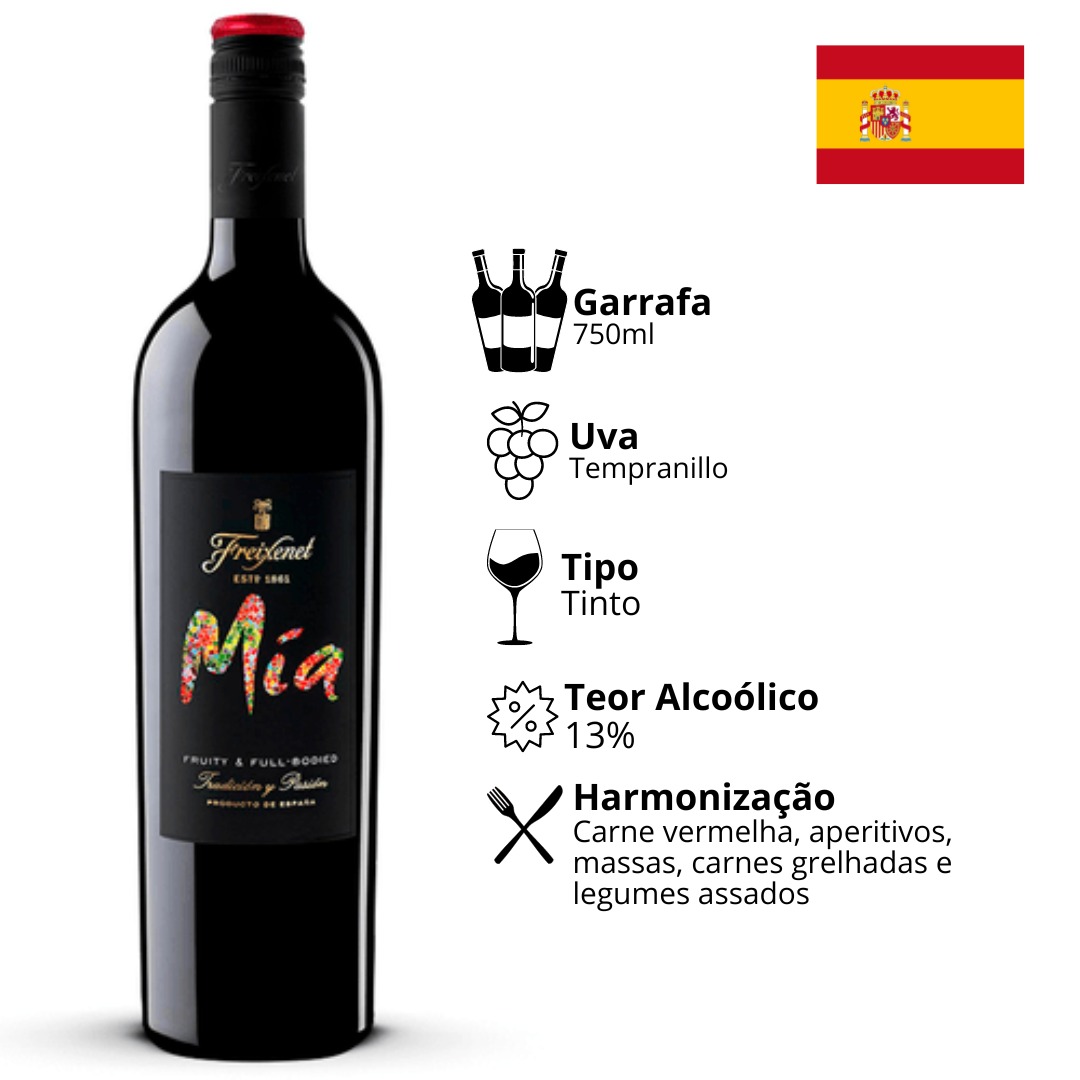 Freixenet
Freixenet
ESTD 1861
Mía
FRUITY & FULL-BODIED
Tradición y Pasión
PRODUCTO DE ESPAÑA
Garrafa
750ml
Uva
Tempranillo
Tipo
Tinto
Teor Alcoólico
13%
Harmonização
Carne vermelha, aperitivos,
massas, carnes grelhadas e
legumes assados